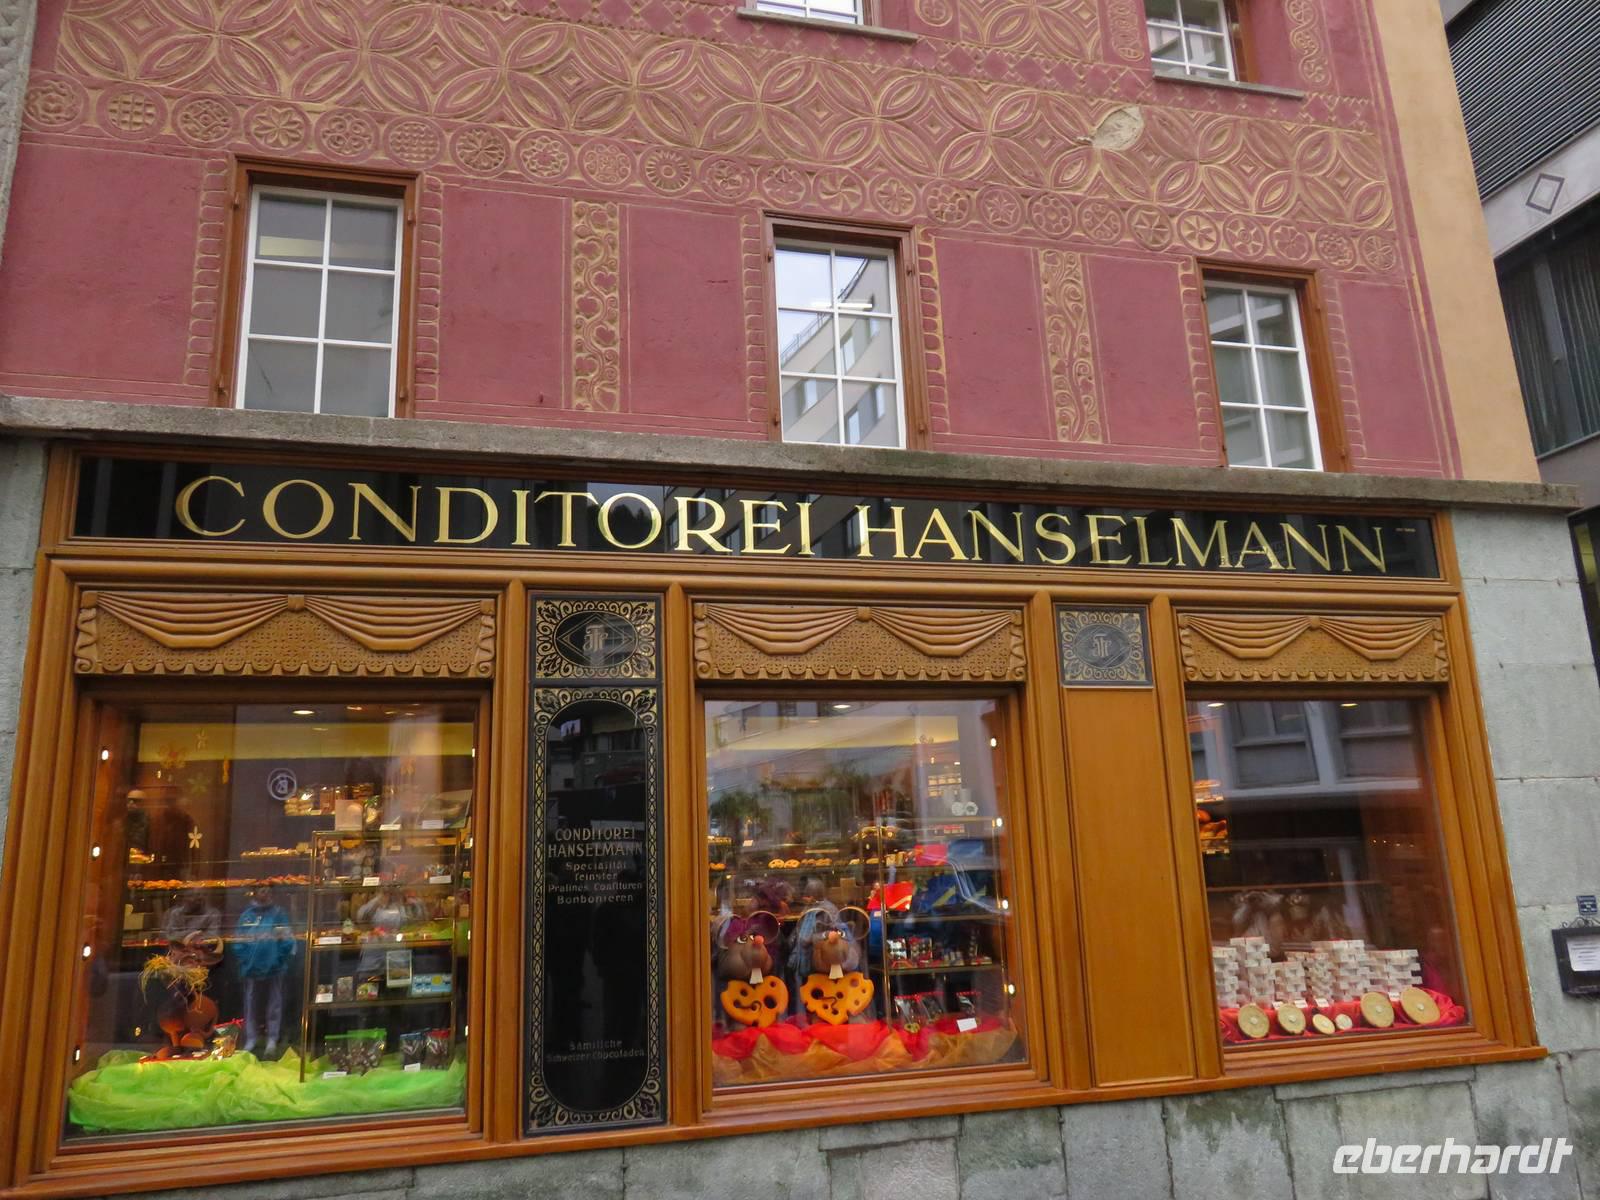 CONDITOREI HANSELMANN
CONDITOREI
HANSELMANN
Specialität
feinster
Pralinés Confituren
Bonbonieren
Sämtliche
Schweizer Chocoladen
eberhardt